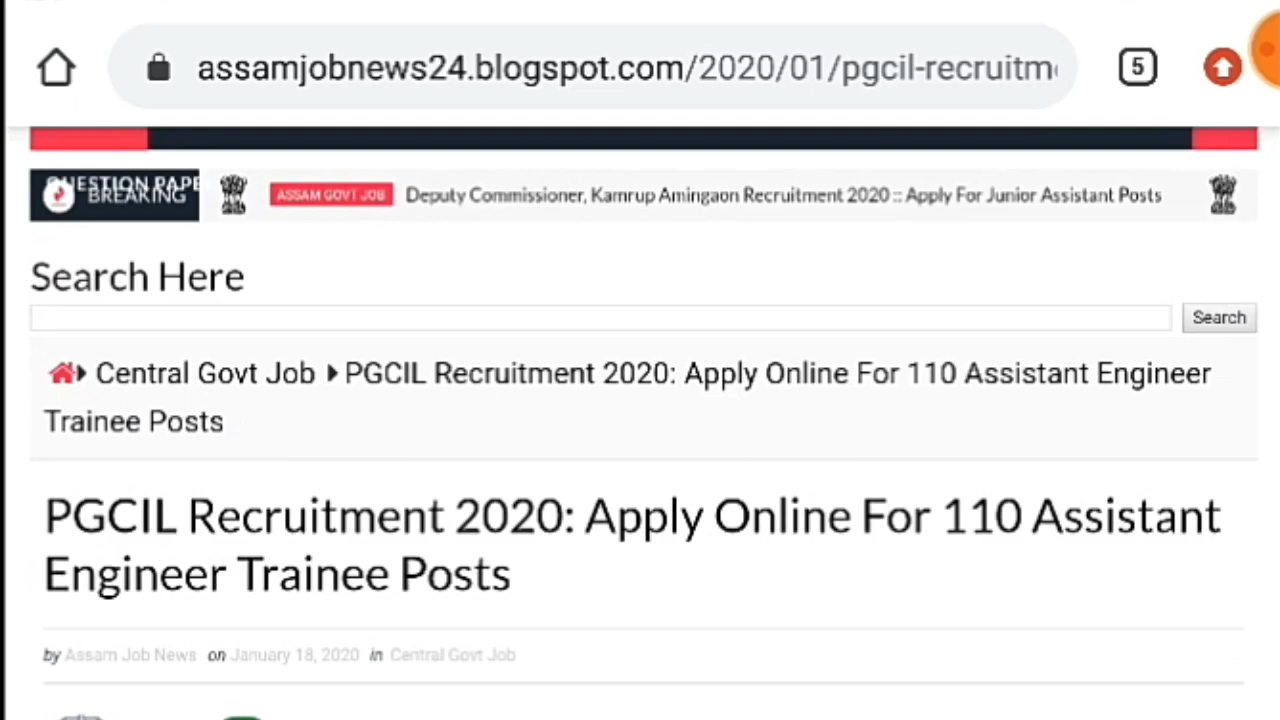 assamjobnews24.blogspot.com/2020/01/pgcil-recruitm
5
QUESTION PAPE
BREAKING
ASSAM GOVT JOB Deputy Commissioner, Kamrup Amingaon Recruitment 2020 :: Apply For Junior Assistant Posts
Search Here
Search
Central Govt Job PGCIL Recruitment 2020: Apply Online For 110 Assistant Engineer
Trainee Posts
PGCIL Recruitment 2020: Apply Online For 110 Assistant
Engineer Trainee Posts
by Assam Job News on January 18, 2020 in Central Govt Job